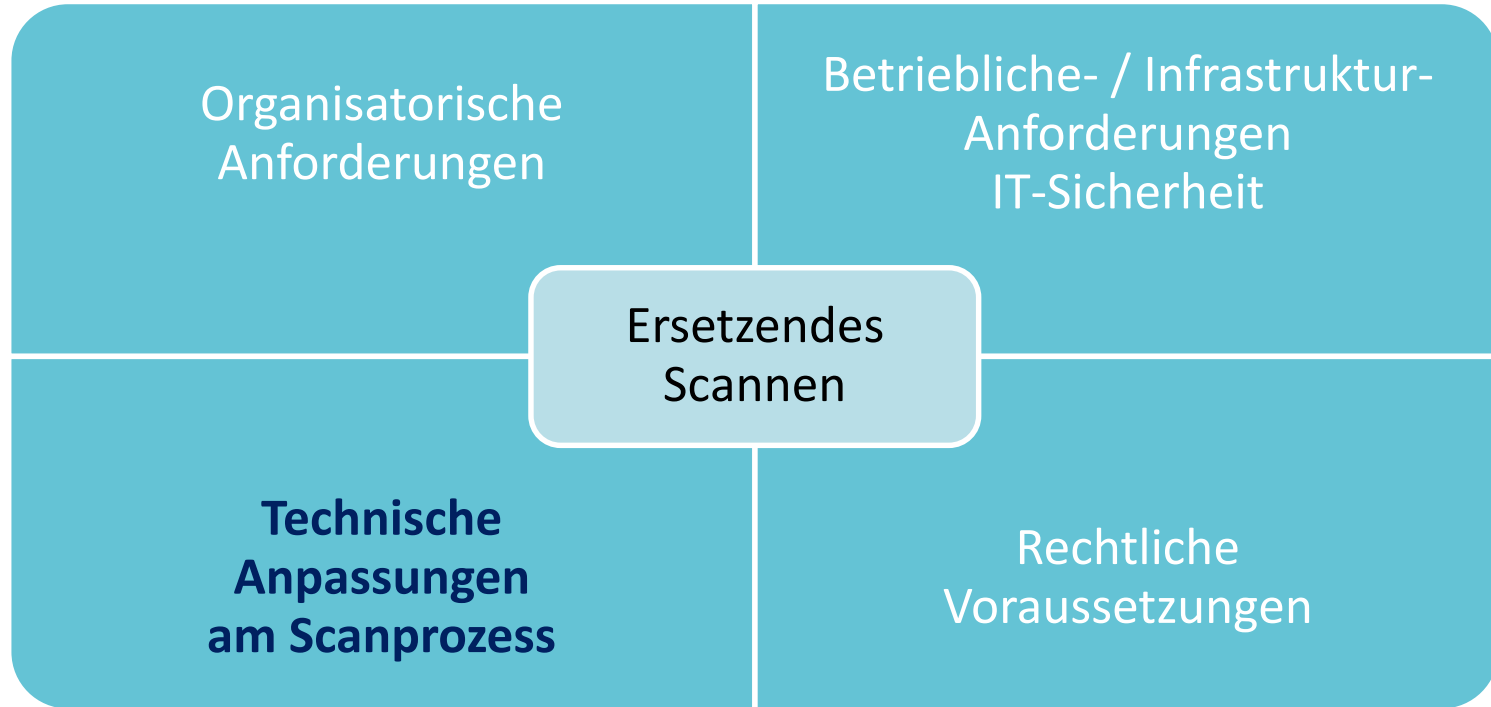 Organisatorische
Anforderungen
Betriebliche- / Infrastruktur-
Anforderungen
IT-Sicherheit
Ersetzendes
Scannen
Technische
Anpassungen
am Scanprozess
Rechtliche
Voraussetzungen